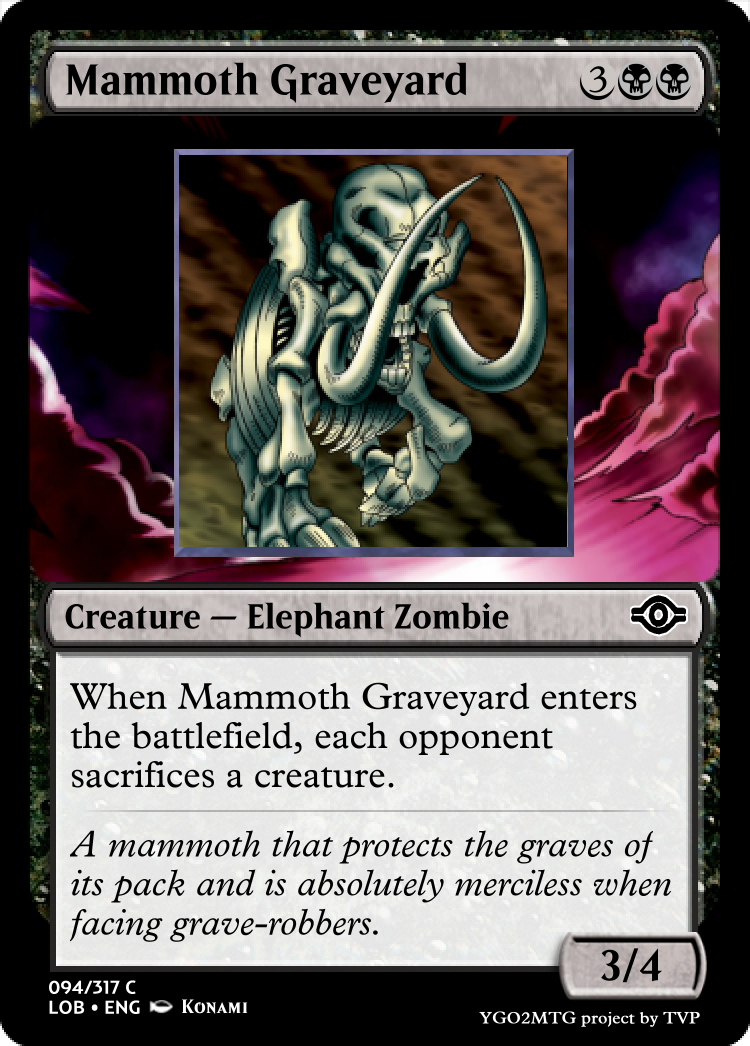 Mammoth Graveyard 3
Creature — Elephant Zombie
When Mammoth Graveyard enters
the battlefield, each opponent
sacrifices a creature.
A mammoth that protects the graves of
its pack and is absolutely merciless when
facing grave-robbers.
3/4
094/317 C
LOB • ENG KONAMI
YGO2MTG project by TVP